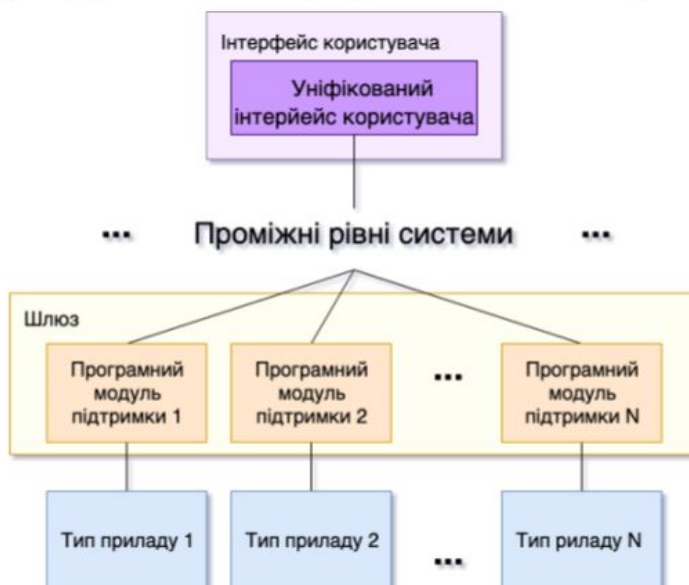 Інтерфейс користувача
Уніфікований
інтерйейс користувача
... Проміжні рівні системи ...
Шлюз
Програмний
модуль
підтримки 1
Програмний
модуль
підтримки 2
...
Програмний
модуль
підтримки N
Тип приладу 1
Тип приладу 2
...
Тип риладу N